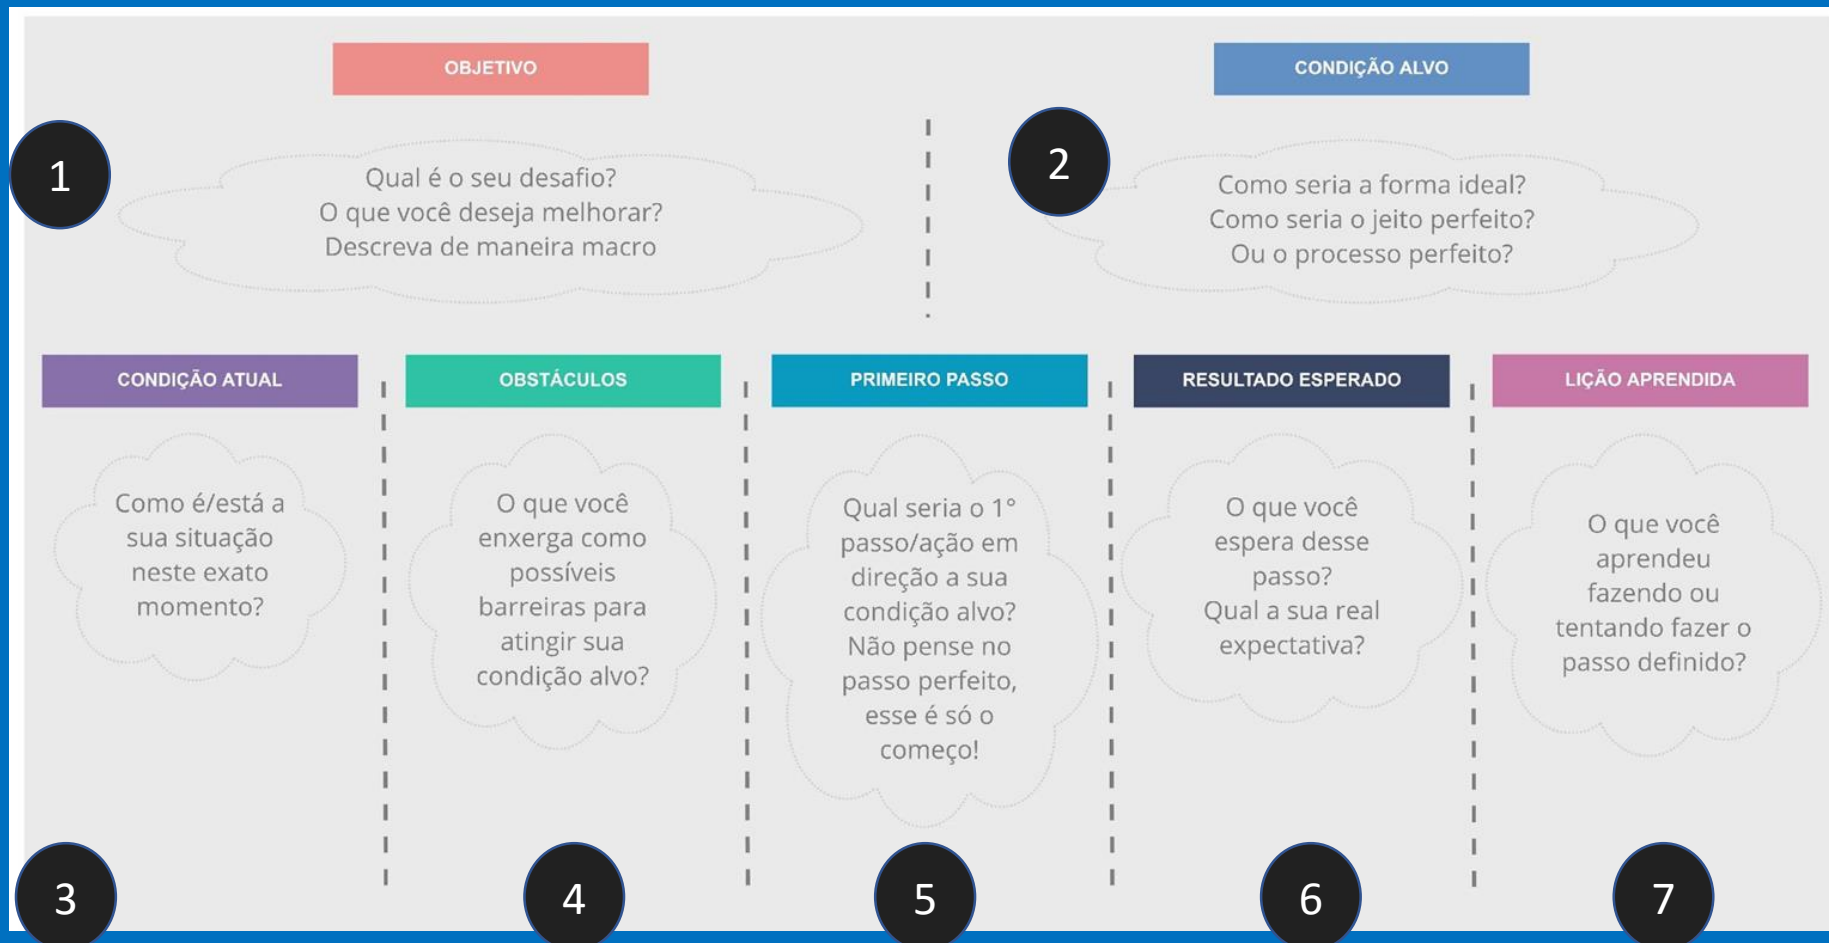 OBJETIVO
1
Qual é o seu desafio?
O que você deseja melhorar?
Descreva de maneira macro
CONDIÇÃO ALVO
2
Como seria a forma ideal?
Como seria o jeito perfeito?
Ou o processo perfeito?
CONDIÇÃO ATUAL
Como é/está a
sua situação
neste exato
momento?
3
OBSTÁCULOS
O que você
enxerga como
possíveis
barreiras para
atingir sua
condição alvo?
4
PRIMEIRO PASSO
Qual seria o 1°
passo/ação em
direção a sua
condição alvo?
Não pense no
passo perfeito,
esse é só o
começo!
5
RESULTADO ESPERADO
O que você
espera desse
passo?
Qual a sua real
expectativa?
6
LIÇÃO APRENDIDA
O que você
aprendeu
fazendo ou
tentando fazer o
passo definido?
7